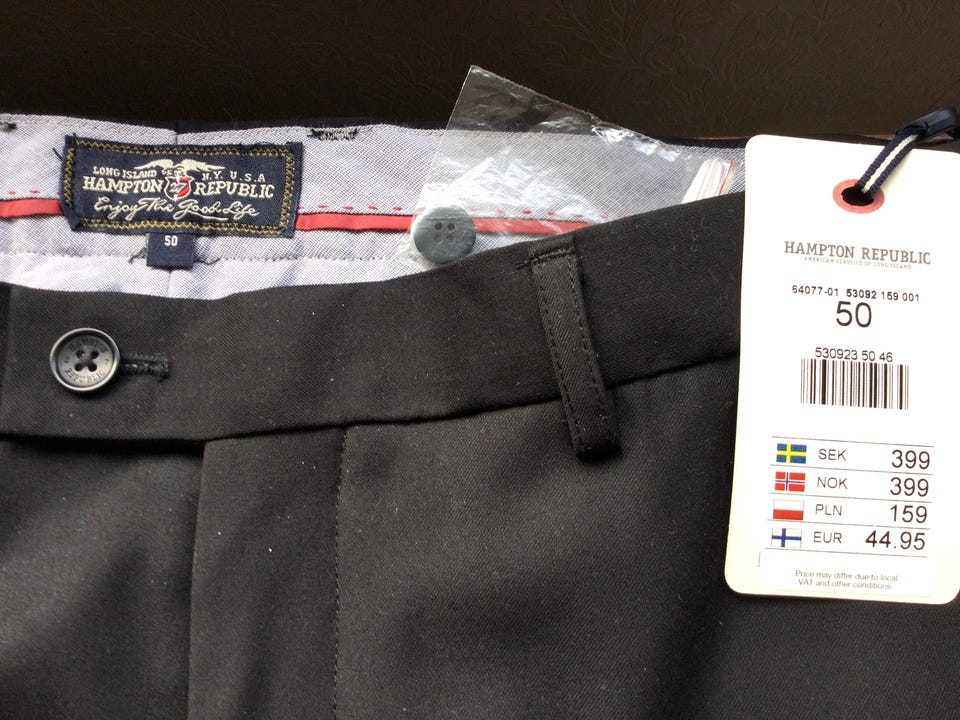 LONG ISLAND N.Y. U.S.A
HAMPTON REPUBLIC
Enjoy The Good Life
50
REPUBLIC
HAMPTON REPUBLIC
AMERICAN CLASSICS OF LONG ISLAND
64077-01 53092 159 001
50
530923 50 46
SEK 399
NOK 399
PLN 159
EUR 44.95
Price may differ due to local
VAT and other conditions.